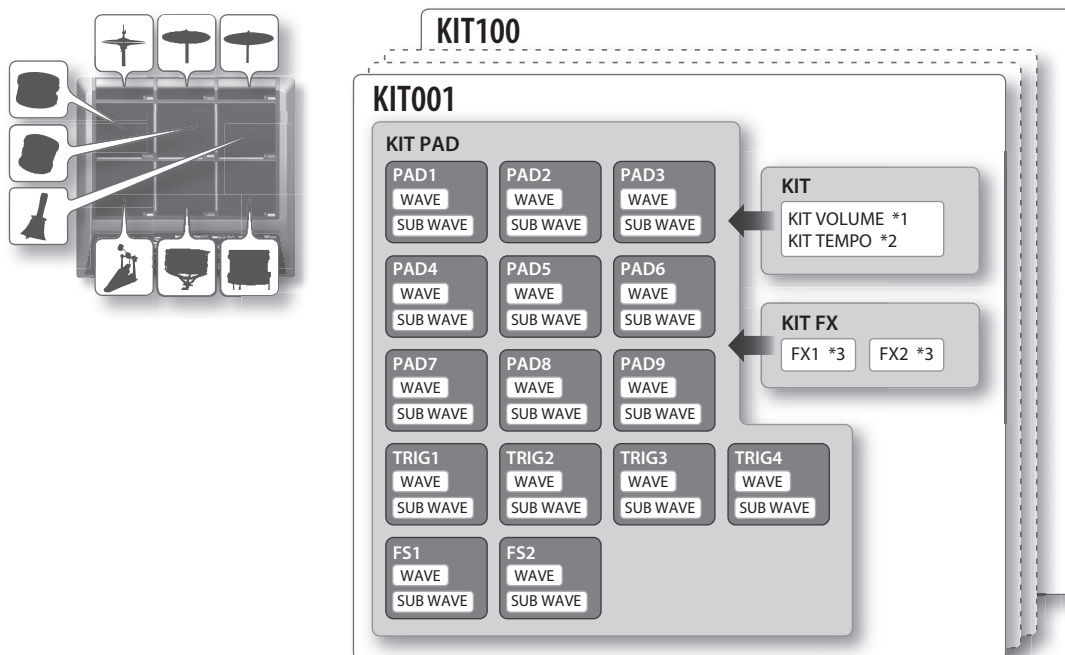 KIT100
KIT001
KIT PAD
PAD1
WAVE
SUB WAVE
PAD2
WAVE
SUB WAVE
PAD3
WAVE
SUB WAVE
PAD4
WAVE
SUB WAVE
PAD5
WAVE
SUB WAVE
PAD6
WAVE
SUB WAVE
PAD7
WAVE
SUB WAVE
PAD8
WAVE
SUB WAVE
PAD9
WAVE
SUB WAVE
TRIG1
WAVE
SUB WAVE
TRIG2
WAVE
SUB WAVE
TRIG3
WAVE
SUB WAVE
TRIG4
WAVE
SUB WAVE
FS1
WAVE
SUB WAVE
FS2
WAVE
SUB WAVE
KIT
KIT VOLUME *1
KIT TEMPO *2
KIT FX
FX1 *3
FX2 *3